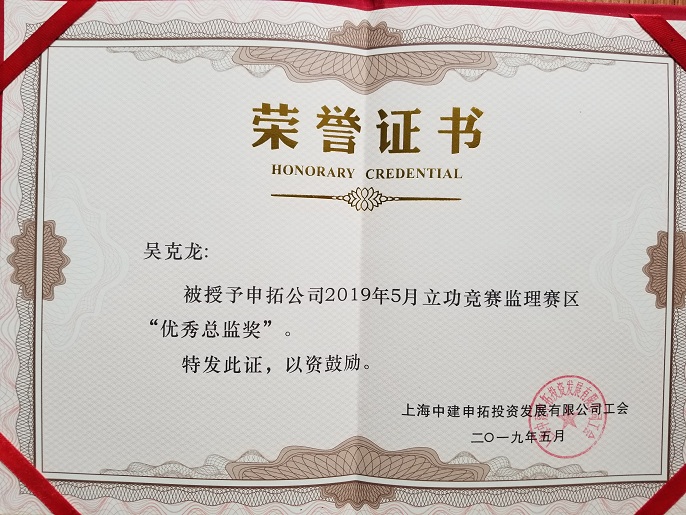 荣誉证书
HONORARY CREDENTIAL
吴克龙:
被授予申拓公司2019年5月立功竞赛监理赛区
“优秀总监奖”。
特发此证，以资鼓励。
上海中建申拓投资发展有限公司工会
二〇一九年五月